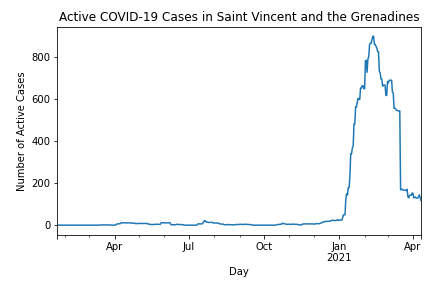 Active COVID-19 Cases in Saint Vincent and the Grenadines
Number of Active Cases
800
600
400
200
0
Apr Jul Oct Jan Apr
2021
Day